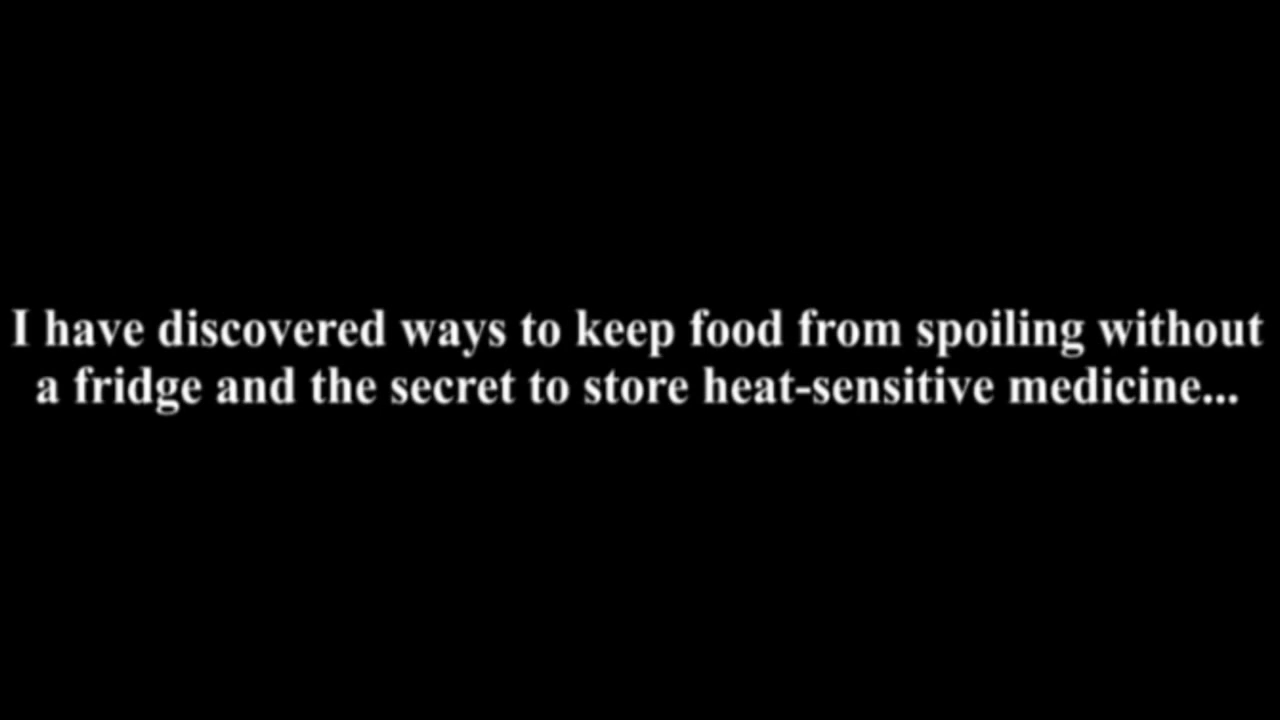 I have discovered ways to keep food from spoiling without
a fridge and the secret to store heat-sensitive medicine...